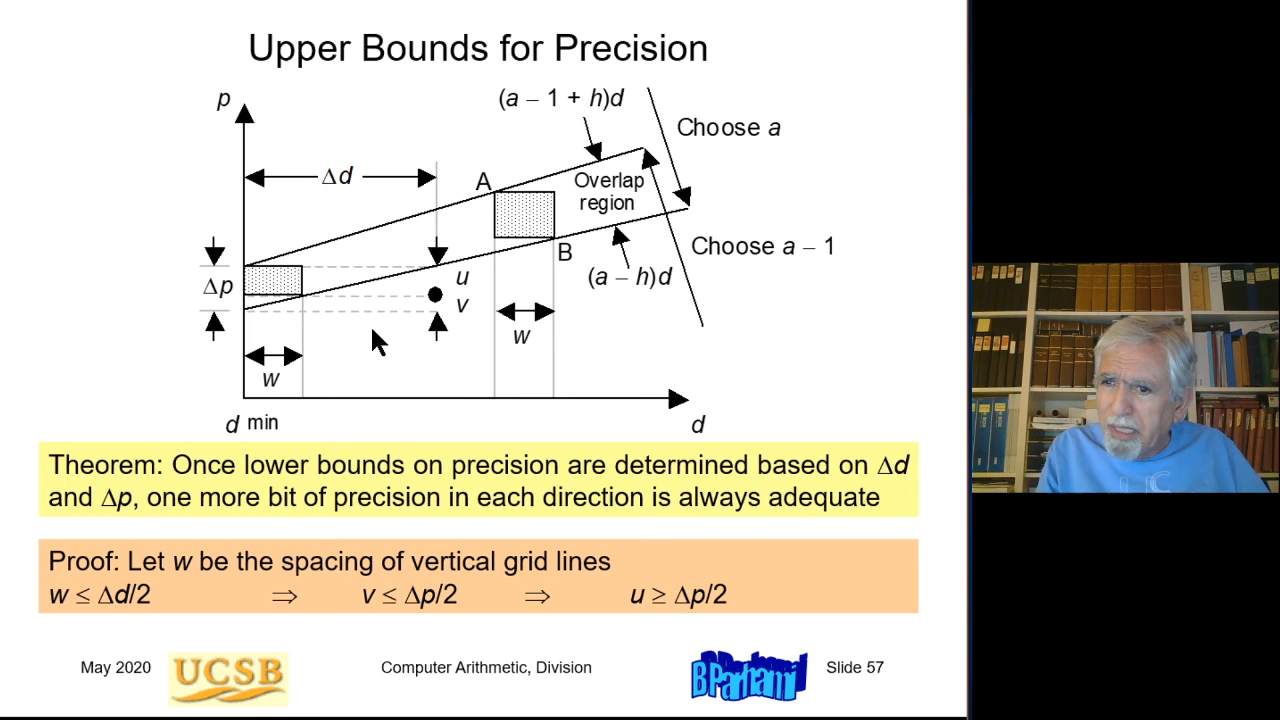 Upper Bounds for Precision
p
(a – 1 + h)d
Choose a
Δd
A
Overlap
region
Choose a – 1
B
u
(a – h)d
Δp
v
w
w
d min
d
Theorem: Once lower bounds on precision are determined based on Δd
and Δp, one more bit of precision in each direction is always adequate
Proof: Let w be the spacing of vertical grid lines
w ≤ Δd/2 ⇒ v ≤ Δp/2 ⇒ u ≥ Δp/2
May 2020
UCSB
Computer Arithmetic, Division
B Parhami
Slide 57
UC